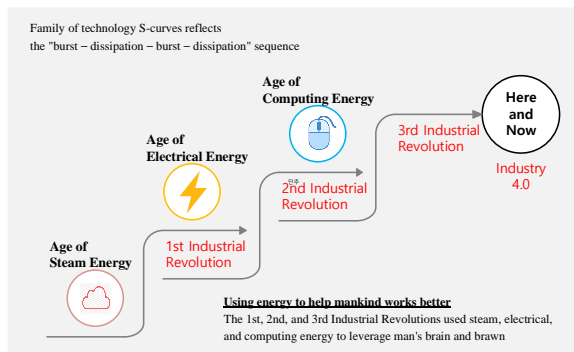 Family of technology S-curves reflects
the "burst – dissipation – burst – dissipation" sequence
Age of
Computing Energy
Here
and
Now
Age of
Electrical Energy
3rd Industrial
Revolution
Industry
4.0
단추
2nd Industrial
Revolution
Age of
Steam Energy
1st Industrial
Revolution
Using energy to help mankind works better
The 1st, 2nd, and 3rd Industrial Revolutions used steam, electrical,
and computing energy to leverage man's brain and brawn